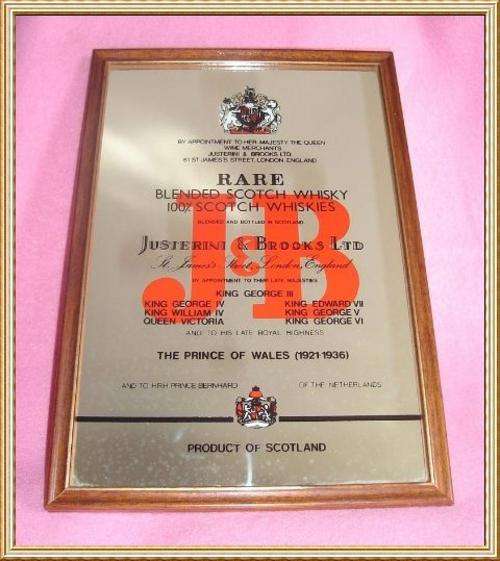 BY APPOINTMENT TO HER MAJESTY THE QUEEN
WINE MERCHANTS
JUSTERINI & BROOKS LTD
61 ST JAMES'S STREET, LONDON, ENGLAND
RARE
BLENDED SCOTCH WHISKY
100% SCOTCH WHISKIES
BLENDED AND BOTTLED IN SCOTLAND
J&B
JUSTERINI & BROOKS LTD
St. James's Street, London, England
BY APPOINTMENT TO THEIR LATE MAJESTIES
KING GEORGE III
KING GEORGE IV KING EDWARD VII
KING WILLIAM IV KING GEORGE V
QUEEN VICTORIA KING GEORGE VI
AND TO HIS LATE ROYAL HIGHNESS
THE PRINCE OF WALES (1921-1936)
AND TO HRH PRINCE BERNHARD OF THE NETHERLANDS
PRODUCT OF SCOTLAND